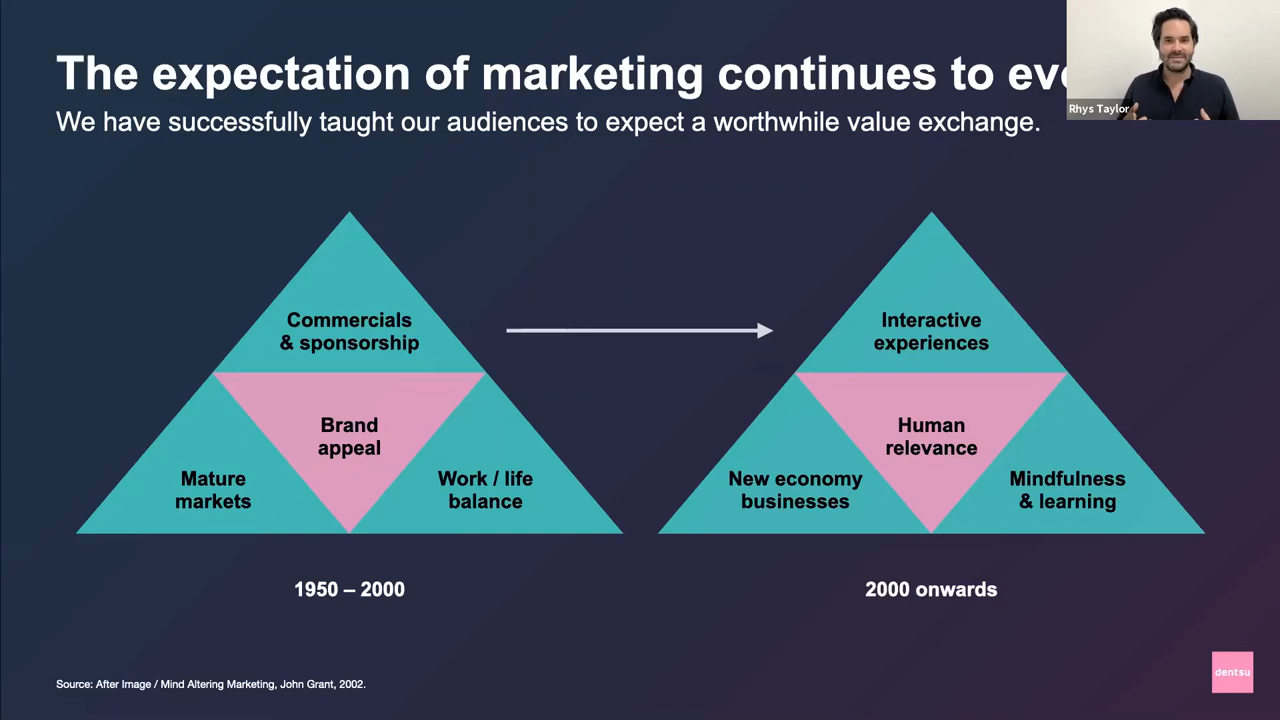 The expectation of marketing continues to
We have successfully taught our audiences to expect a worthwhile value exchange.
Rhys Taylor
Commercials
& sponsorship
Brand
appeal
Mature
markets
Work / life
balance
1950 – 2000
Interactive
experiences
Human
relevance
New economy
businesses
Mindfulness
& learning
2000 onwards
Source: After Image / Mind Altering Marketing, John Grant, 2002.
dentsu